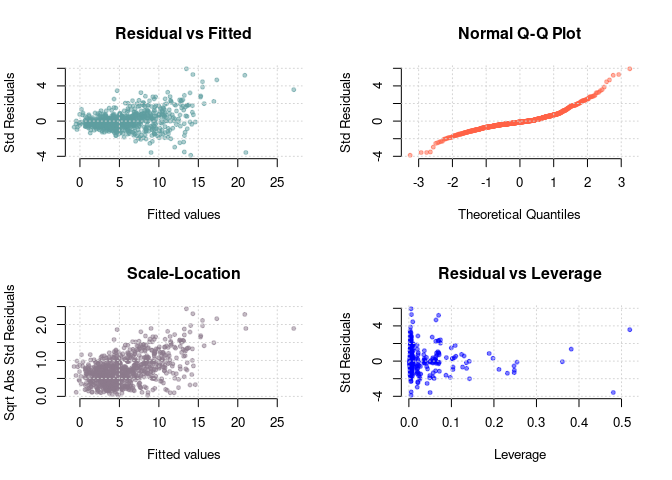 Residual vs Fitted
Std Residuals
4
0
-4
0 5 10 15 20 25
Fitted values
Normal Q-Q Plot
Std Residuals
4
0
-4
-3 -2 -1 0 1 2 3
Theoretical Quantiles
Scale-Location
Sqrt Abs Std Residuals
2.0
1.0
0.0
0 5 10 15 20 25
Fitted values
Residual vs Leverage
Std Residuals
4
0
-4
0.0 0.1 0.2 0.3 0.4 0.5
Leverage